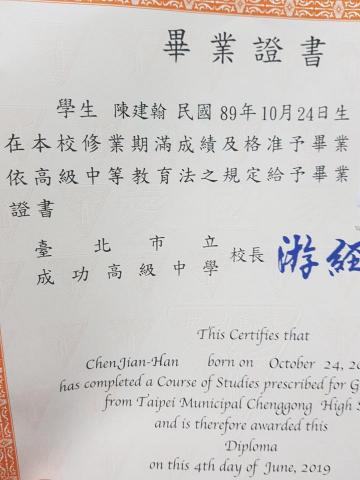 畢業證書
學生 陳建翰 民國 89年10月24日生
在本校修業期滿成績及格准予畢業
依高級中等教育法之規定給予畢業
證書
臺北市立
成功高級中學 校長 游經
This Certifies that
Chen,Jian-Han born on October 24, 20
has completed a Course of Studies prescribed for G
from Taipei Municipal Chenggong High S
and is therefore awarded this
Diploma
on this 4th day of June, 2019